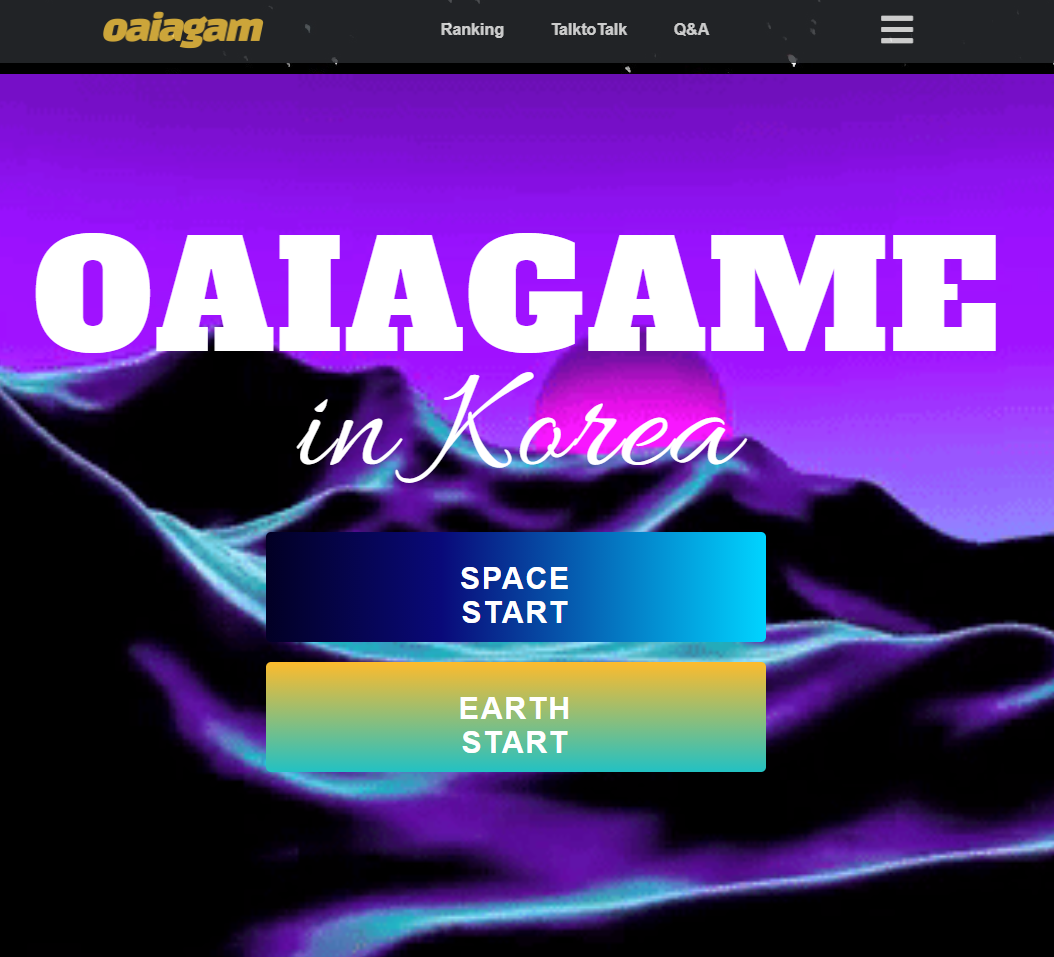 oaiagam
Ranking TalktoTalk Q&A
OAIAGAME
in Korea
SPACE
START
EARTH
START